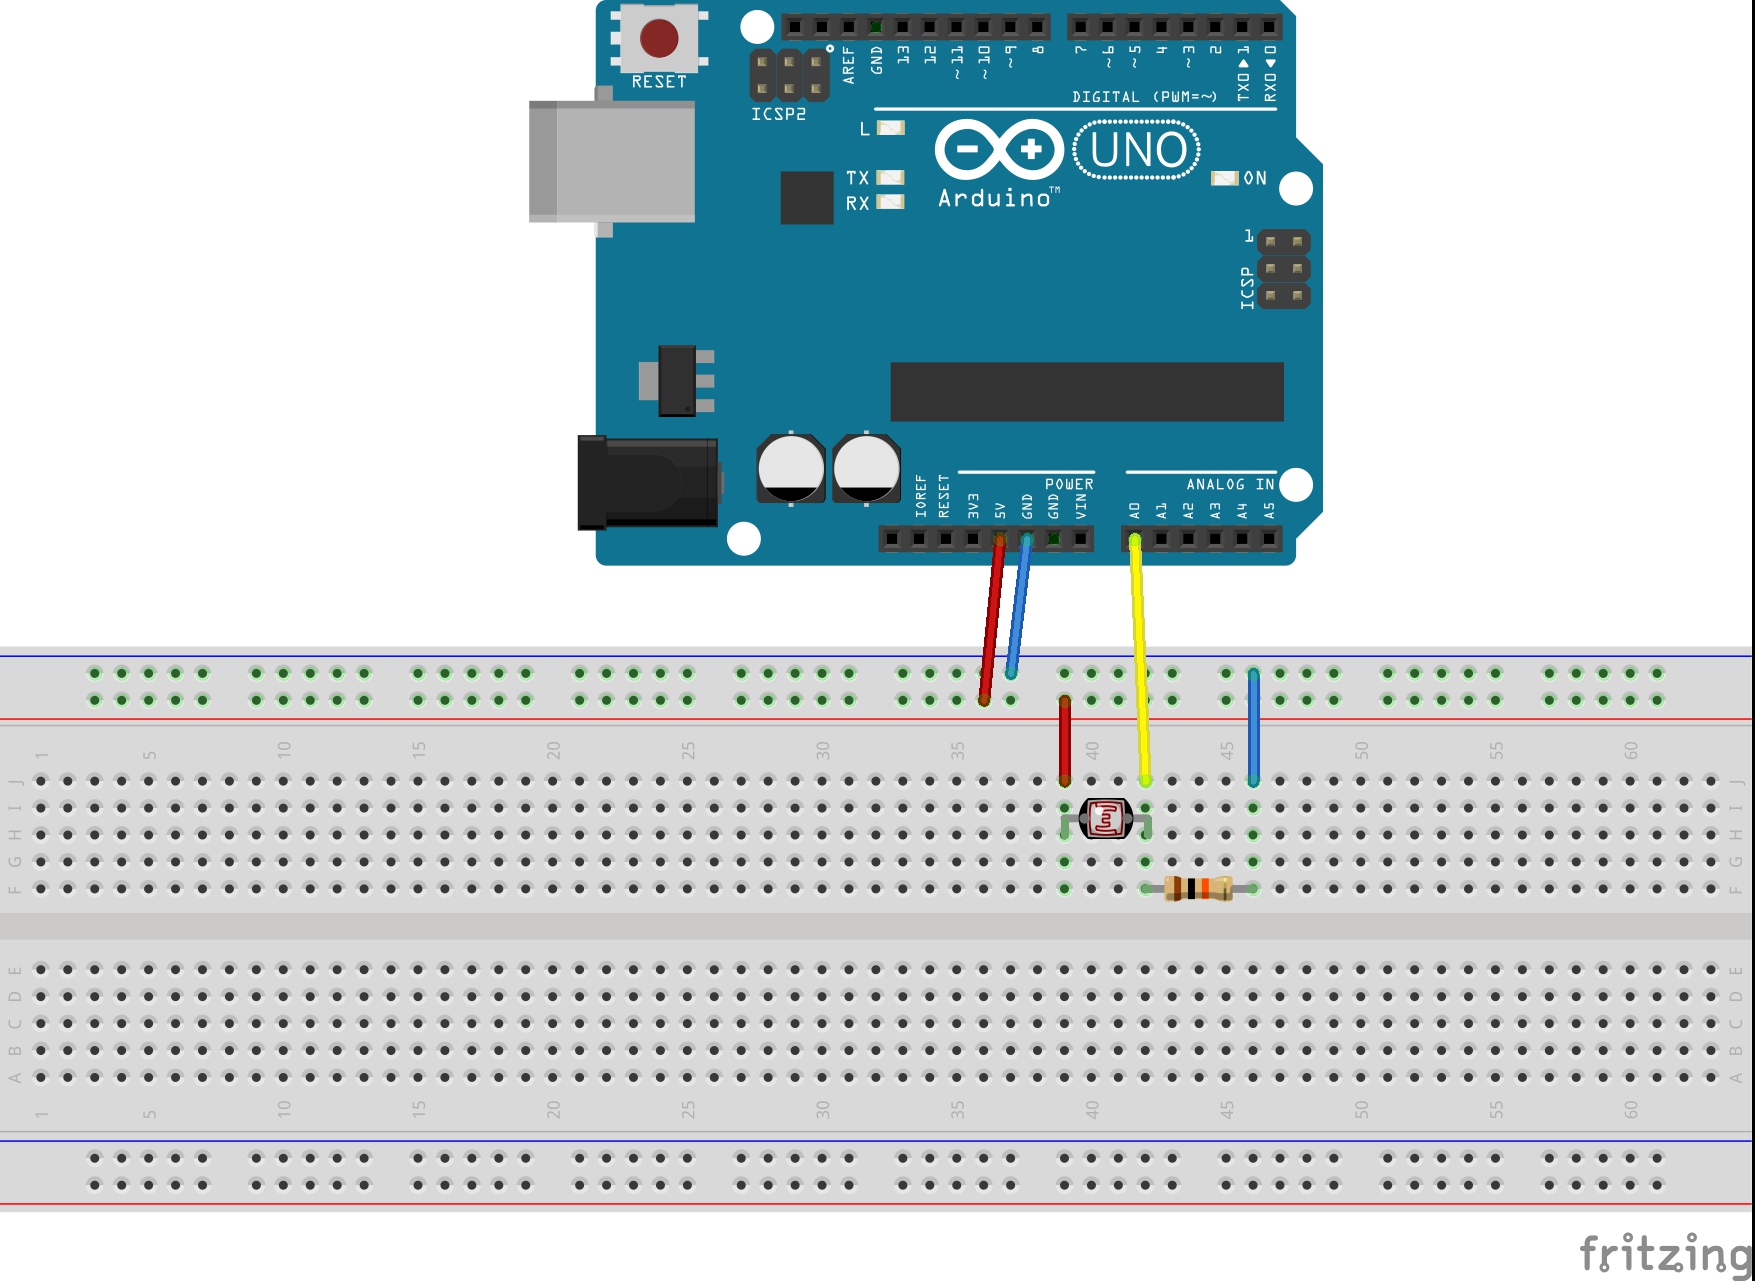 RESET
ICSP2
AREF
GND
13
12
~11
~10
~9
8
7
~6
~5
4
~3
2
TX0▶1
RX0◀0
DIGITAL (PWM=~)
L
TX
RX
Arduino™
UNO
ON
1
ICSP
IOREF
RESET
3V3
5V
GND
GND
VIN
POWER
A0
A1
A2
A3
A4
A5
ANALOG IN
1 5 10 15 20 25 30 35 40 45 50 55 60
J J
I I
H H
G G
F F
E E
D D
C C
B B
A A
1 5 10 15 20 25 30 35 40 45 50 55 60
fritzing